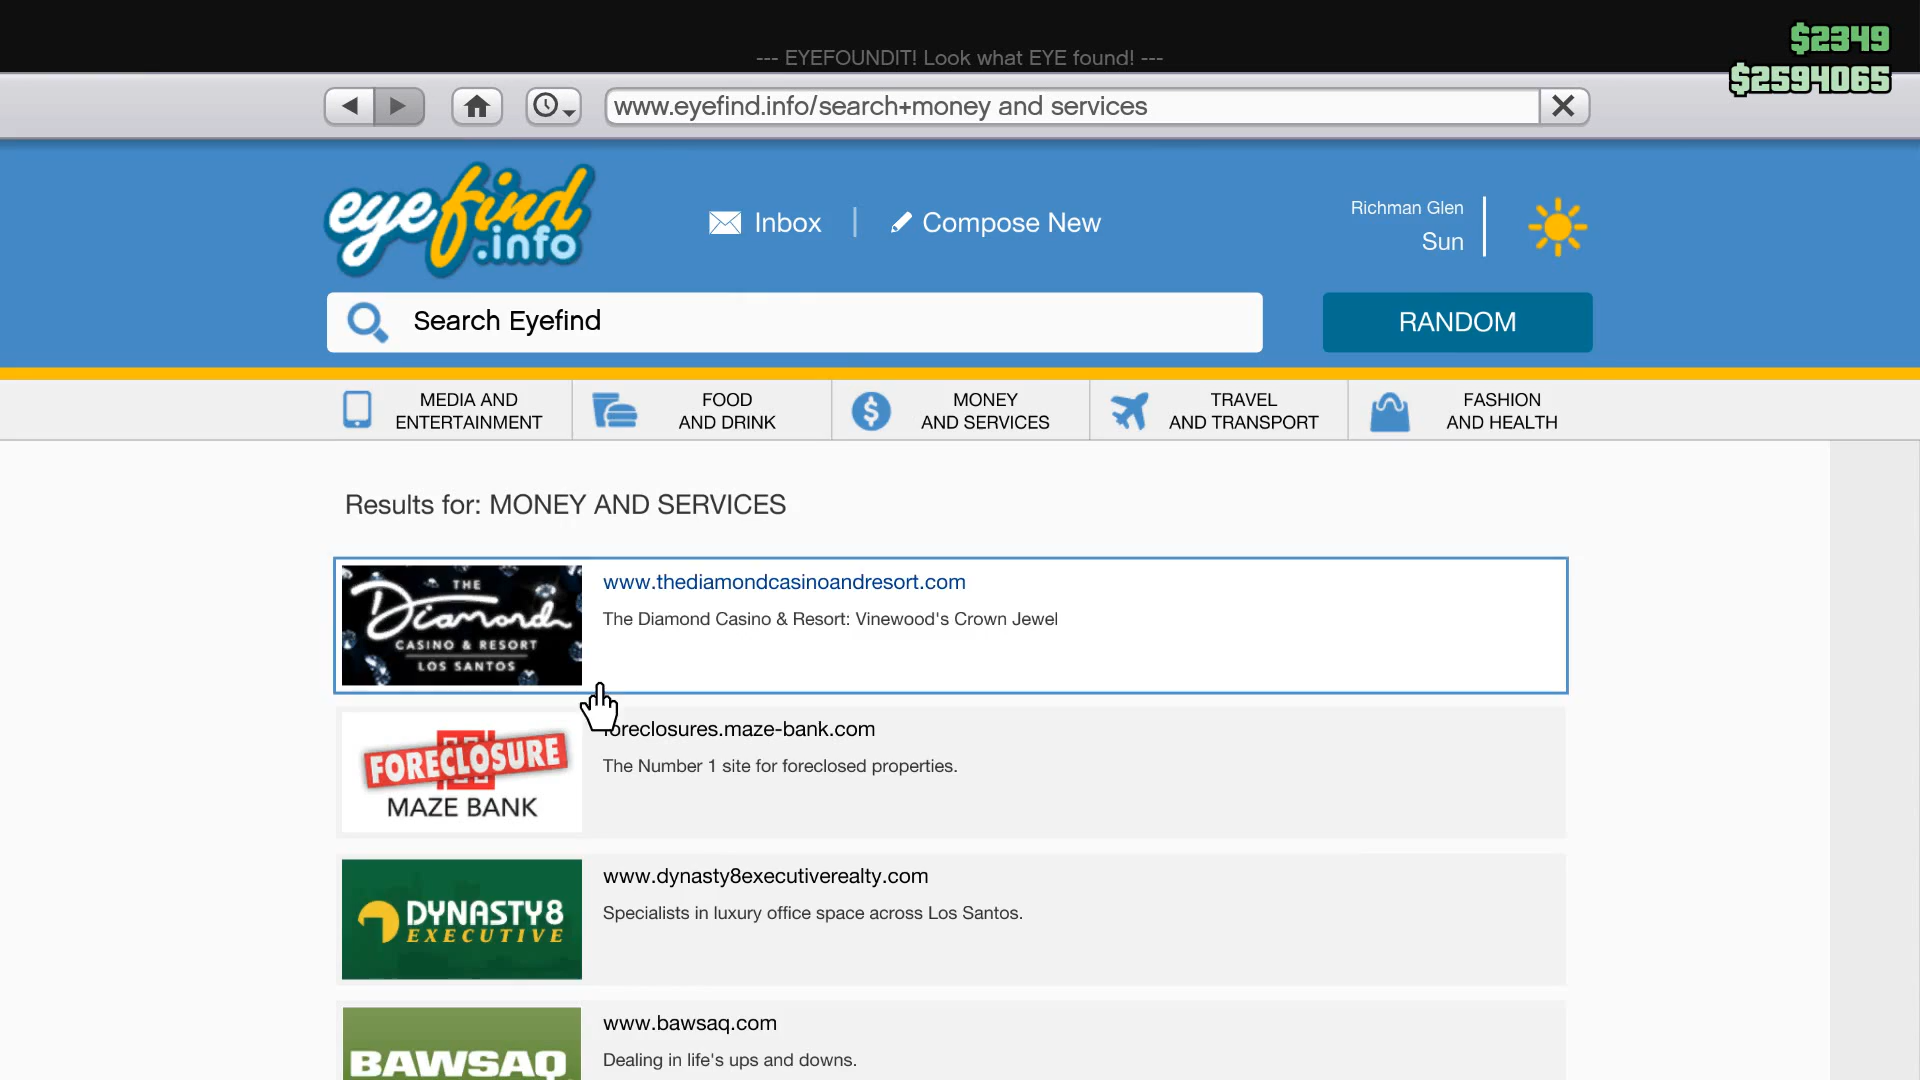 --- EYEFOUNDIT! Look what EYE found! ---
$2349
$2594065
www.eyefind.info/search+money and services
eyefind
.info
Inbox
Compose New
Richman Glen
Sun
Search Eyefind
RANDOM
MEDIA AND
ENTERTAINMENT
FOOD
AND DRINK
MONEY
AND SERVICES
TRAVEL
AND TRANSPORT
FASHION
AND HEALTH
Results for: MONEY AND SERVICES
THE
Diamond
CASINO & RESORT
LOS SANTOS
www.thediamondcasinoandresort.com
The Diamond Casino & Resort: Vinewood's Crown Jewel
FORECLOSURE
MAZE BANK
foreclosures.maze-bank.com
The Number 1 site for foreclosed properties.
DYNASTY8
EXECUTIVE
www.dynasty8executiverealty.com
Specialists in luxury office space across Los Santos.
BAWSAQ
www.bawsaq.com
Dealing in life's ups and downs.